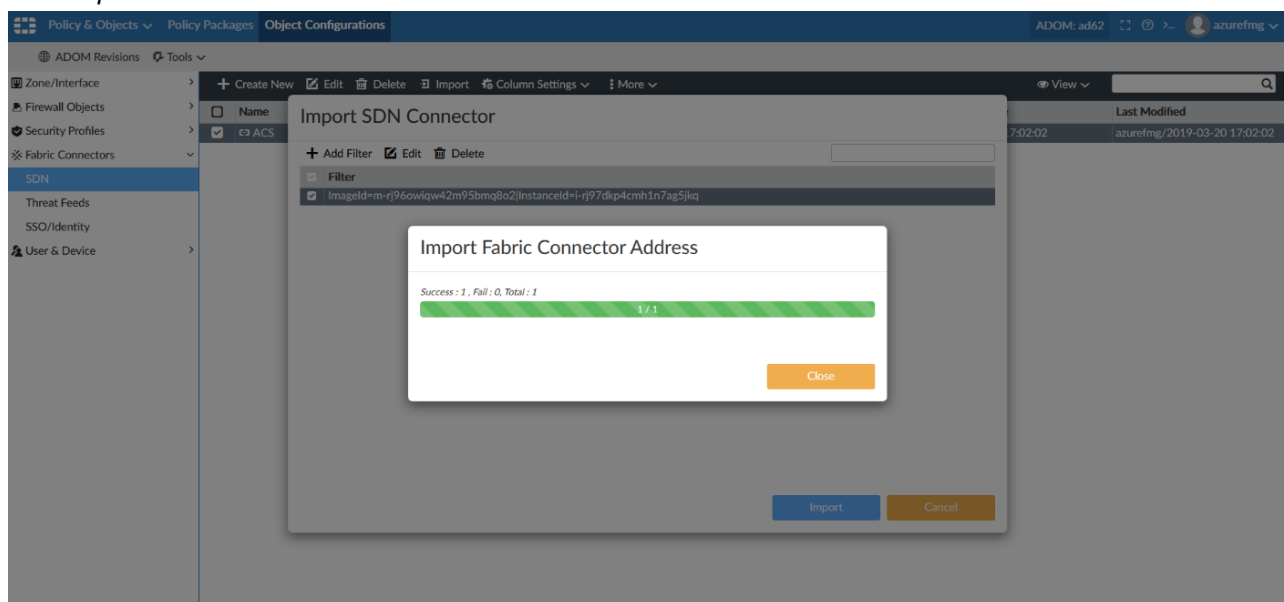 Policy & Objects Policy Packages Object Configurations ADOM: ad62 azurefmg
ADOM Revisions Tools
Zone/Interface
Firewall Objects
Security Profiles
Fabric Connectors
SDN
Threat Feeds
SSO/Identity
User & Device
Create New Edit Delete Import Column Settings More View
Name Last Modified
ACS 7:02:02 azurefmg/2019-03-20 17:02:02
Import SDN Connector
Add Filter Edit Delete
Filter
ImageId=m-rj96owiqw42m95bmq8o2|InstanceId=i-rj97dkp4cmh1n7ag5jkq
Import Fabric Connector Address
Success : 1 , Fail : 0, Total : 1
1 / 1
Close
Import Cancel